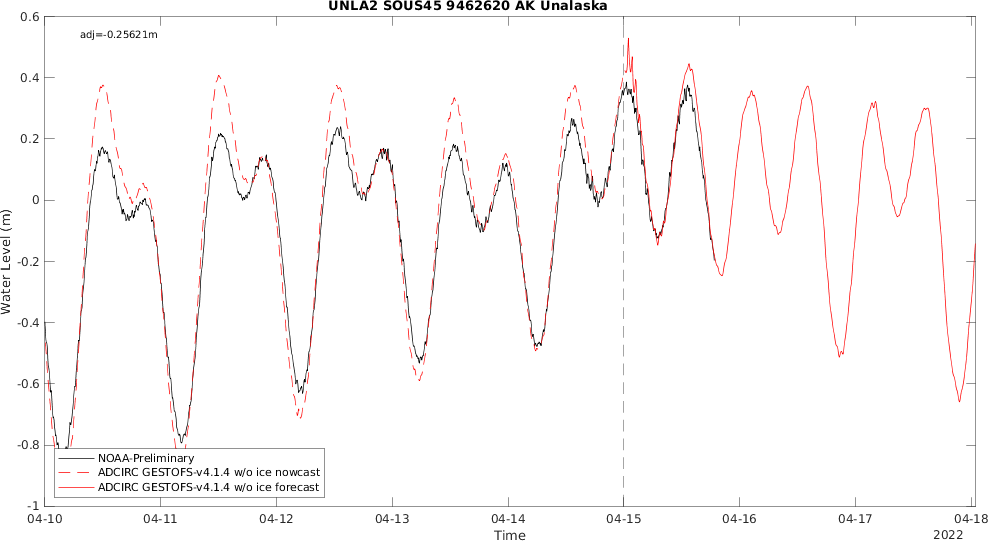 UNLA2 SOUS45 9462620 AK Unalaska
adj=-0.25621m
0.6
0.4
0.2
0
-0.2
-0.4
-0.6
-0.8
-1
Water Level (m)
NOAA-Preliminary
ADCIRC GESTOFS-v4.1.4 w/o ice nowcast
ADCIRC GESTOFS-v4.1.4 w/o ice forecast
04-10 04-11 04-12 04-13 04-14 04-15 04-16 04-17 04-18
Time
2022